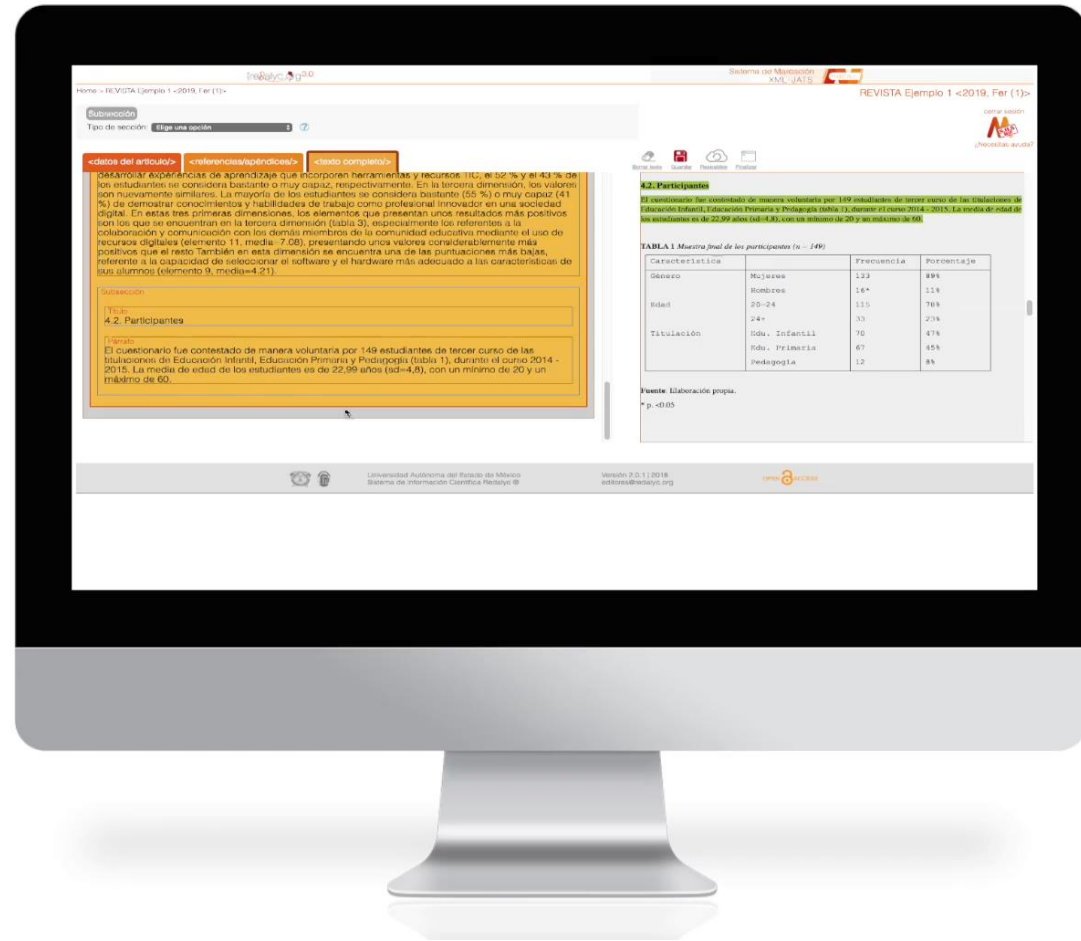 redalyc.org 3.0
Sistema de Marcación
XML-JATS
Home > REVISTA Ejemplo 1 <2019, Fer (1)>
REVISTA Ejemplo 1 <2019, Fer (1)>
cerrar sesión
¿Necesitas ayuda?
Subsección
Tipo de sección: Elige una opción
<datos del artículo/>
<referencias/apéndices/>
<texto completo/>
Borrar texto Guardar Previsualizar Finalizar
desarrollar experiencias de aprendizaje que incorporen herramientas y recursos TIC, el 52 % y el 43 % de
los estudiantes se considera bastante o muy capaz, respectivamente. En la tercera dimensión, los valores
son nuevamente similares. La mayoría de los estudiantes se considera bastante (55 %) o muy capaz (41
%) de demostrar conocimientos y habilidades de trabajo como profesional innovador en una sociedad
digital. En estas tres primeras dimensiones, los elementos que presentan unos resultados más positivos
son los que se encuentran en la tercera dimensión (tabla 3), especialmente los referentes a la
colaboración y comunicación con los demás miembros de la comunidad educativa mediante el uso de
recursos digitales (elemento 11, media=7.08), presentando unos valores considerablemente más
positivos que el resto También en esta dimensión se encuentra una de las puntuaciones más bajas,
referente a la capacidad de seleccionar el software y el hardware más adecuado a las características de
sus alumnos (elemento 9, media=4.21).
Subsección
Título
4.2. Participantes
Párrafo
El cuestionario fue contestado de manera voluntaria por 149 estudiantes de tercer curso de las
titulaciones de Educación Infantil, Educación Primaria y Pedagogía (tabla 1), durante el curso 2014 -
2015. La media de edad de los estudiantes es de 22,99 años (sd=4,8), con un mínimo de 20 y un
máximo de 60.
4.2. Participantes
El cuestionario fue contestado de manera voluntaria por 149 estudiantes de tercer curso de las titulaciones de
Educación Infantil, Educación Primaria y Pedagogía (tabla 1), durante el curso 2014 - 2015. La media de edad de
los estudiantes es de 22,99 años (sd=4,8), con un mínimo de 20 y un máximo de 60.
TABLA 1 Muestra final de los participantes (n = 149)
Característica Frecuencia Porcentaje
Género Mujeres 133 89%
Hombres 16* 11%
Edad 20-24 115 78%
24+ 33 23%
Titulación Edu. Infantil 70 47%
Edu. Primaria 67 45%
Pedagogía 12 8%
Fuente: Elaboración propia.
* p. <0.05
Universidad Autónoma del Estado de México
Sistema de Información Científica Redalyc ®
Versión 2.0.1 | 2018
editores@redalyc.org
OPEN ACCESS